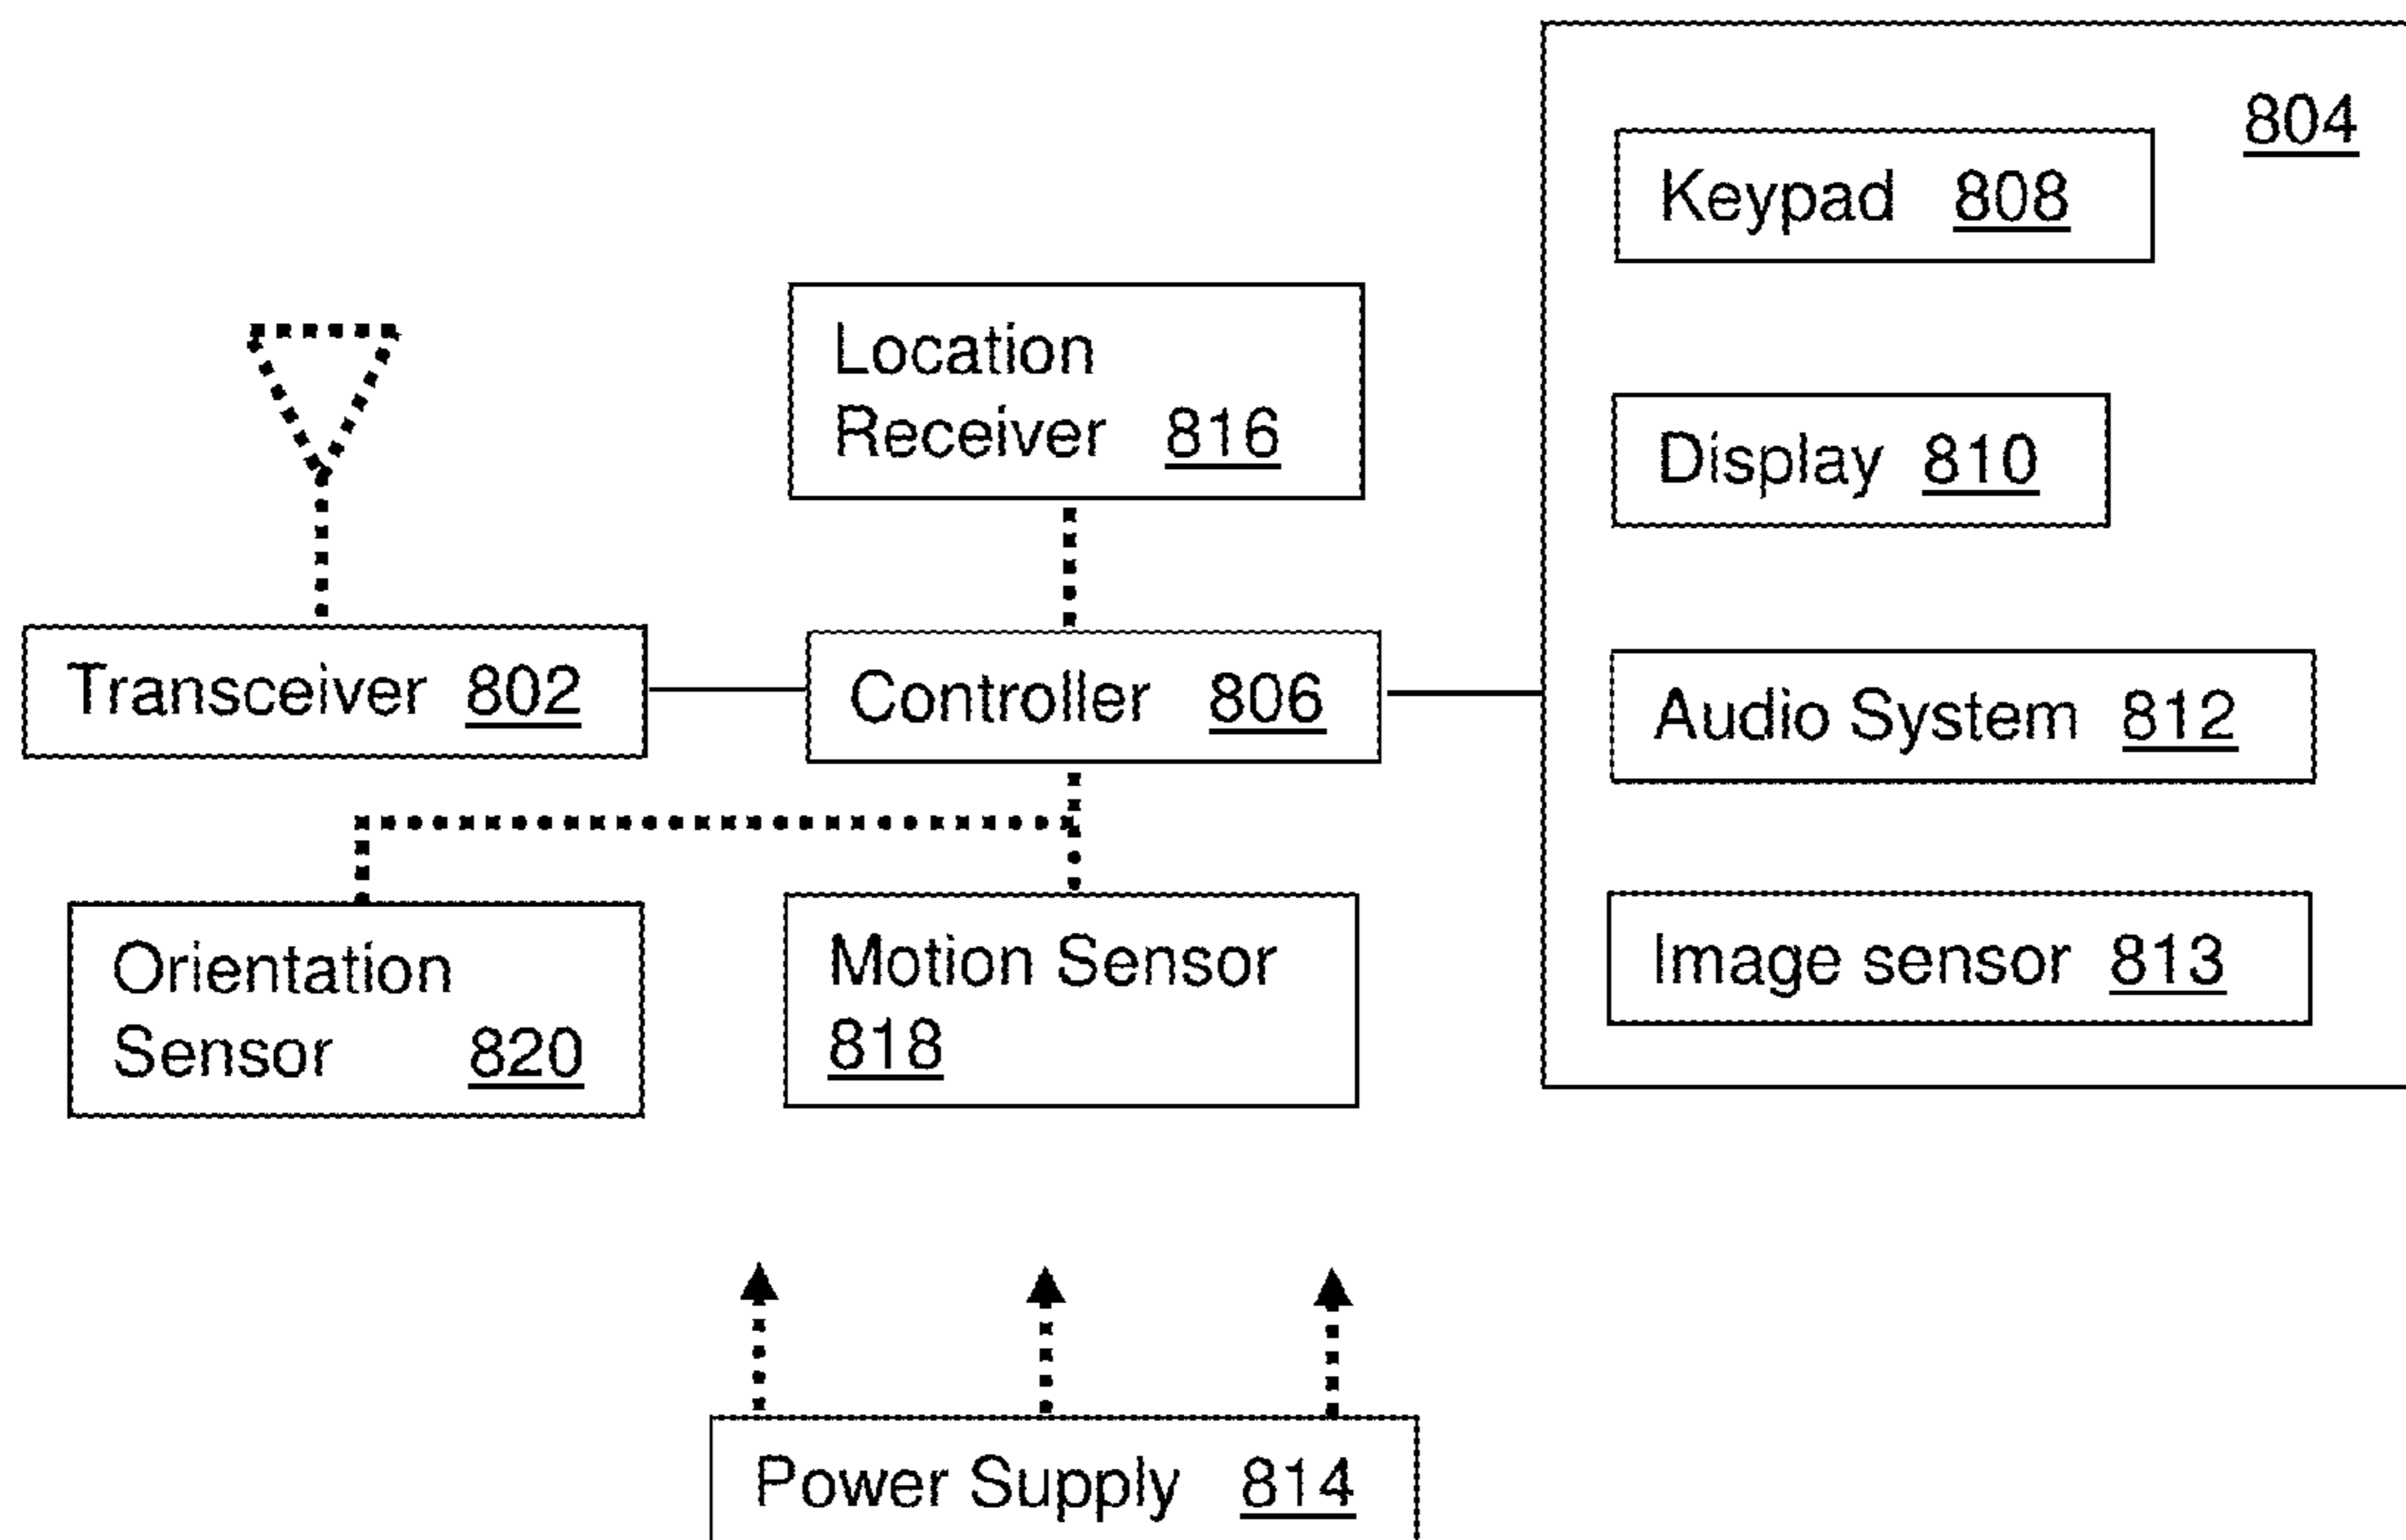 804
Keypad 808
Location
Receiver 816
Display 810
Transceiver 802
Controller 806
Audio System 812
Orientation
Sensor 820
Motion Sensor
818
Image sensor 813
Power Supply 814